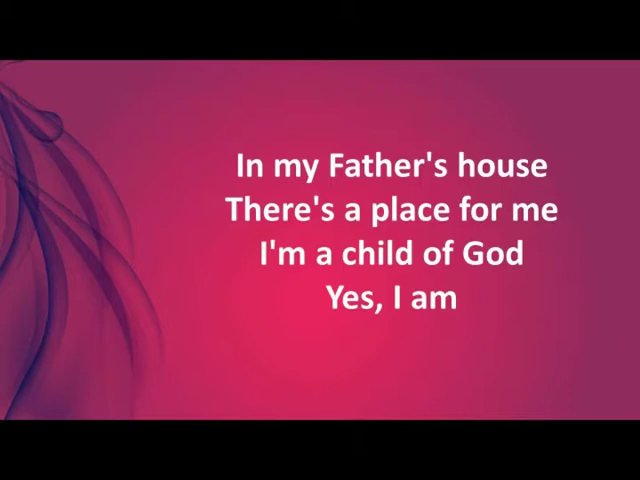 In my Father's house
There's a place for me
I'm a child of God
Yes, I am